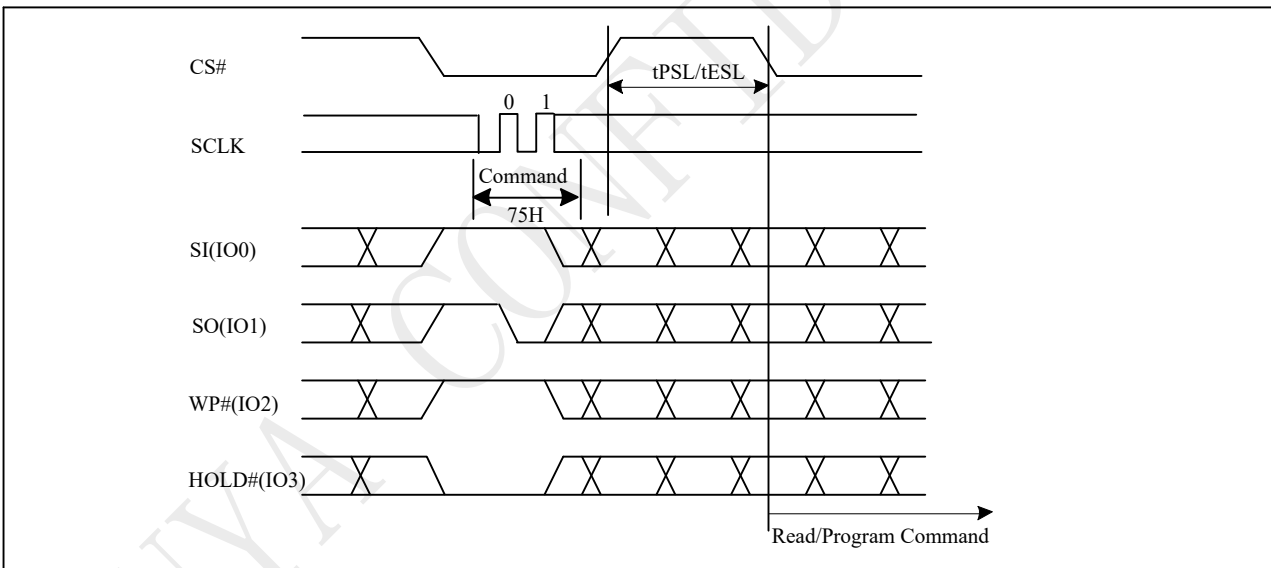 CS#
tPSL/tESL
0 1
SCLK
Command
75H
SI(IO0)
SO(IO1)
WP#(IO2)
HOLD#(IO3)
Read/Program Command